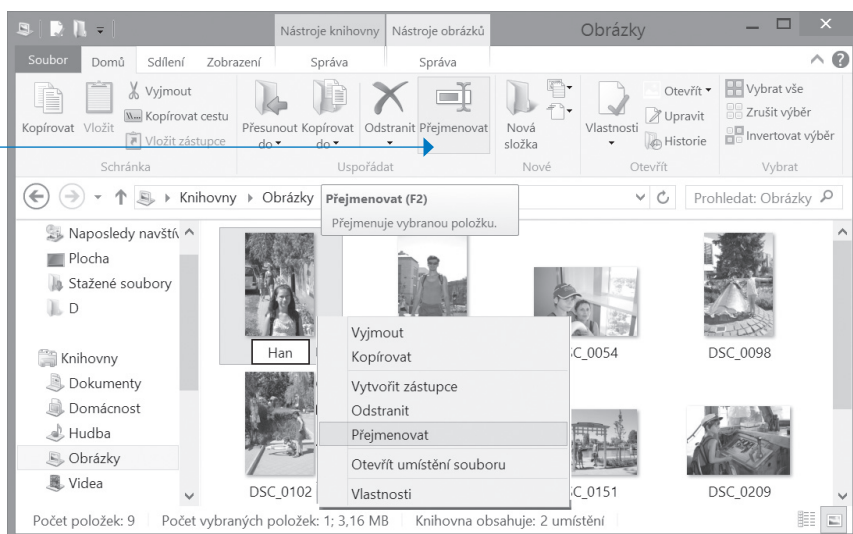 Nástroje knihovny Nástroje obrázků Obrázky
Soubor Domů Sdílení Zobrazení Správa Správa
Kopírovat
Vložit
Vyjmout
Kopírovat cestu
Vložit zástupce
Schránka
Přesunout do
Kopírovat do
Odstranit
Přejmenovat
Uspořádat
Nová složka
Nové
Vlastnosti
Otevřít
Upravit
Historie
Otevřít
Vybrat vše
Zrušit výběr
Invertovat výběr
Vybrat
Knihovny Obrázky
Prohledat: Obrázky
Přejmenovat (F2)
Přejmenuje vybranou položku.
Naposledy navštív
Plocha
Stažené soubory
D
Knihovny
Dokumenty
Domácnost
Hudba
Obrázky
Videa
Han
C_0054
DSC_0098
DSC_0102
C_0151
DSC_0209
Vyjmout
Kopírovat
Vytvořit zástupce
Odstranit
Přejmenovat
Otevřít umístění souboru
Vlastnosti
Počet položek: 9 Počet vybraných položek: 1; 3,16 MB Knihovna obsahuje: 2 umístění